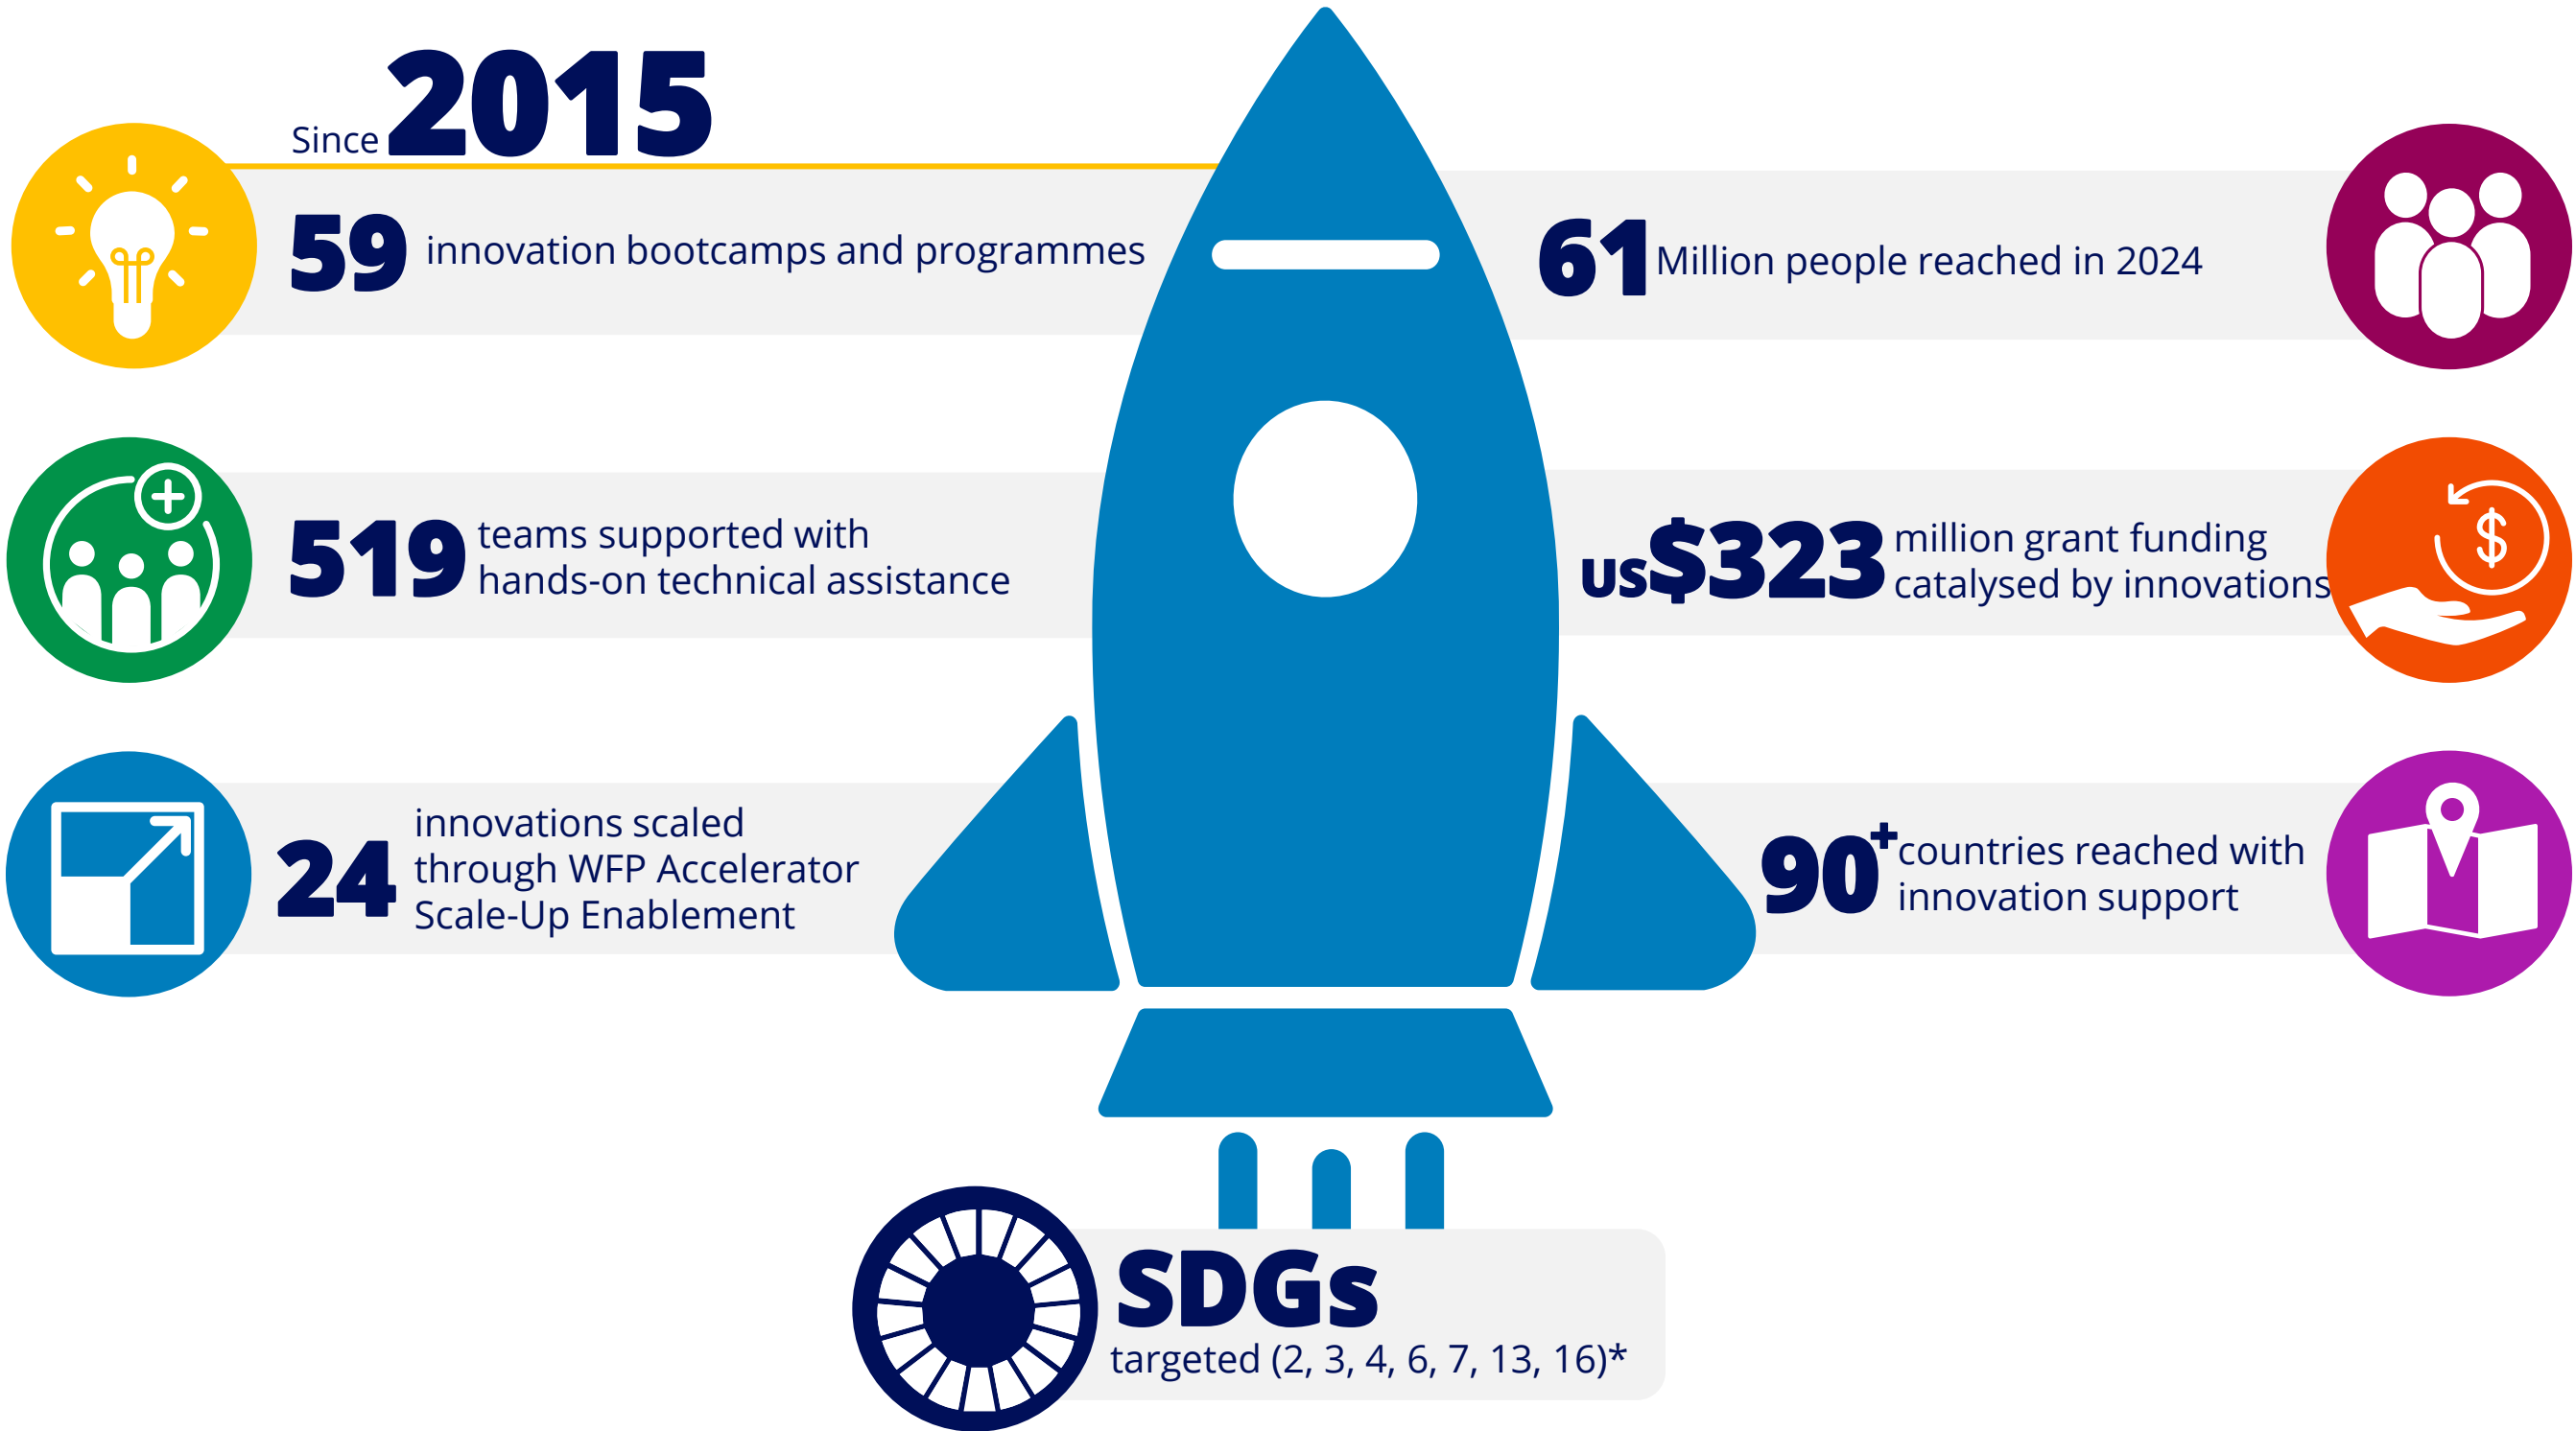 Since 2015
59 innovation bootcamps and programmes
519 teams supported with
hands-on technical assistance
24 innovations scaled
through WFP Accelerator
Scale-Up Enablement
61 Million people reached in 2024
US$323 million grant funding
catalysed by innovations
90+ countries reached with
innovation support
SDGs
targeted (2, 3, 4, 6, 7, 13, 16)*